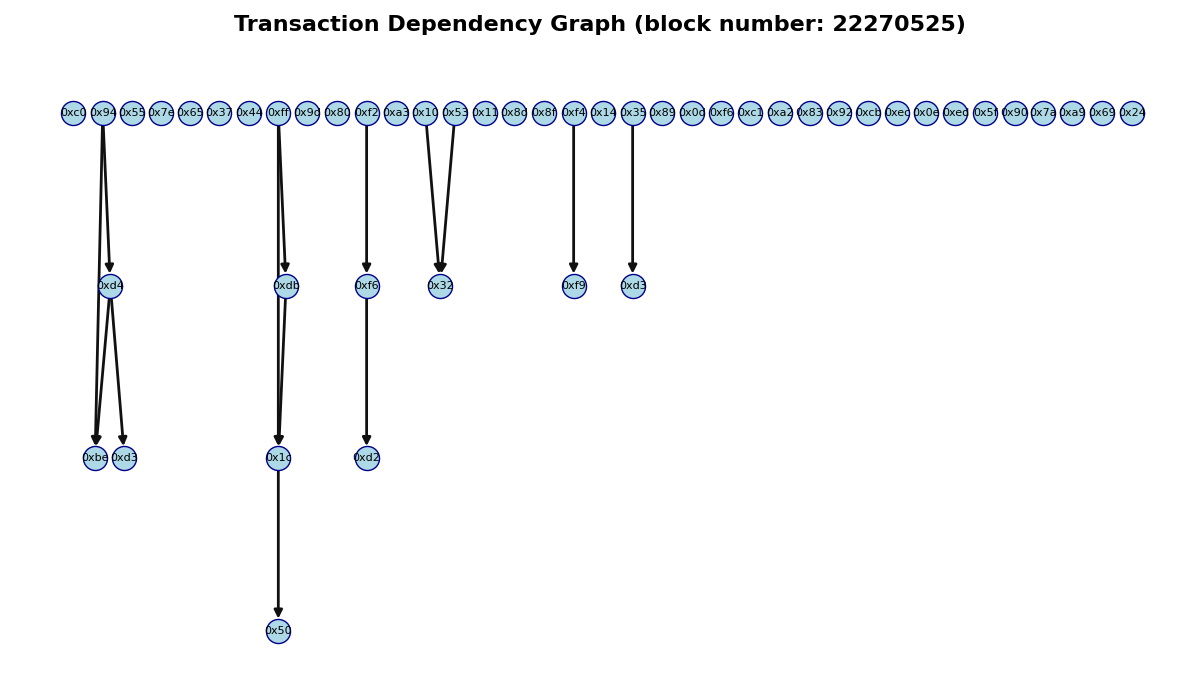 Transaction Dependency Graph (block number: 22270525)
0xc0 0x94 0x55 0x7e 0x65 0x37 0x44 0xff 0x9d 0x80 0xf2 0xa3 0x10 0x53 0x11 0x8d 0x8f 0xf4 0x14 0x35 0x89 0x0d 0xf6 0xc1 0xa2 0x83 0x92 0xcb 0xec 0x0e 0xed 0x5f 0x90 0x7a 0xa9 0x69 0x24
0xd4 0xdb 0xf6 0x32 0xf9 0xd3
0xbe 0xd3 0x1c 0xd2
0x50